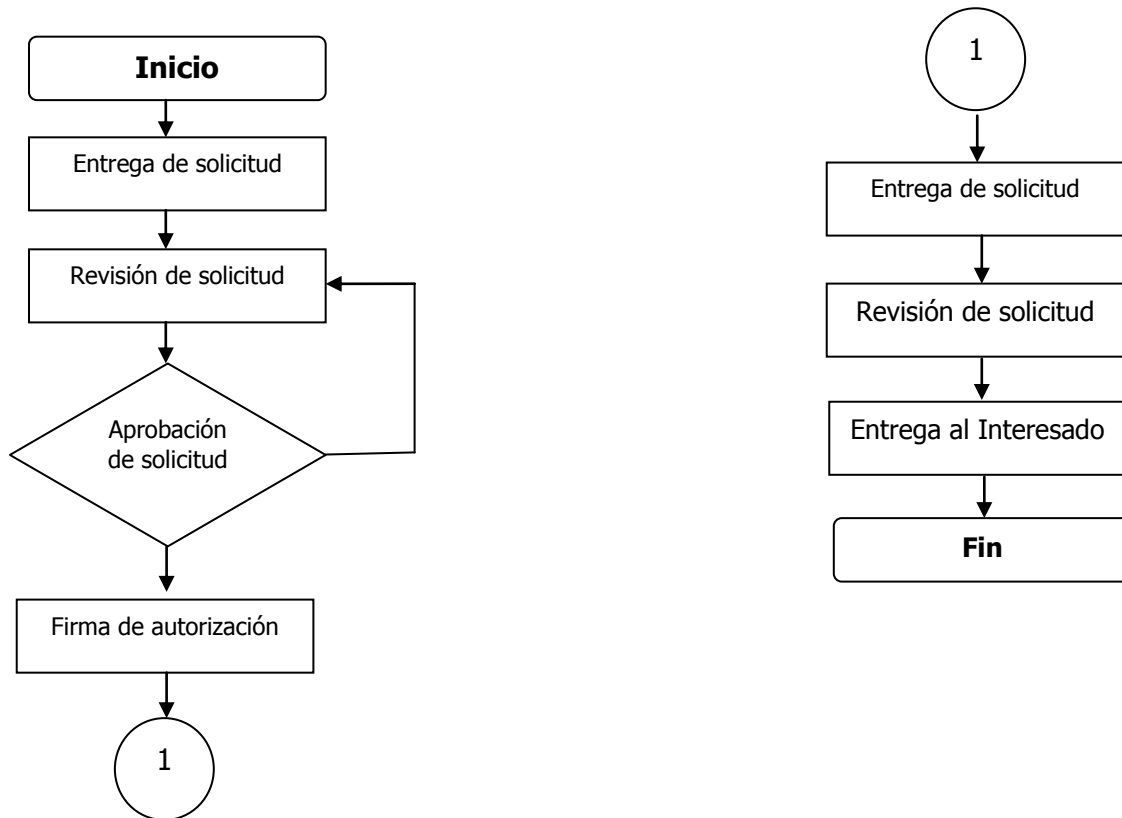 Inicio
Entrega de solicitud
Revisión de solicitud
Aprobación
de solicitud
Firma de autorización
1
1
Entrega de solicitud
Revisión de solicitud
Entrega al Interesado
Fin